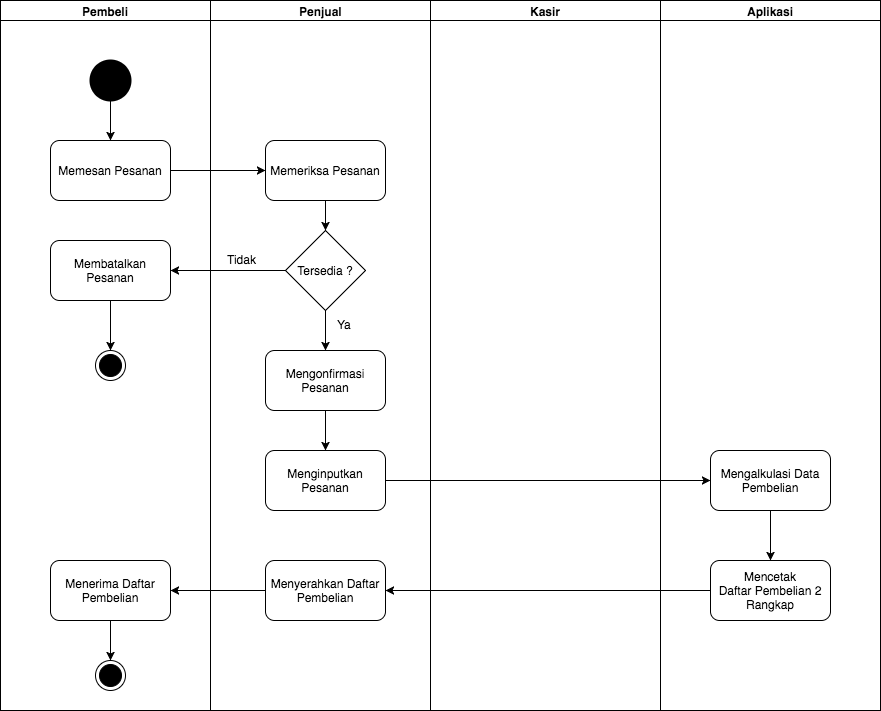 Pembeli
Penjual
Kasir
Aplikasi
Memesan Pesanan
Memeriksa Pesanan
Membatalkan
Pesanan
Tidak
Tersedia ?
Ya
Mengonfirmasi
Pesanan
Menginputkan
Pesanan
Mengalkulasi Data
Pembelian
Menerima Daftar
Pembelian
Menyerahkan Daftar
Pembelian
Mencetak
Daftar Pembelian 2
Rangkap